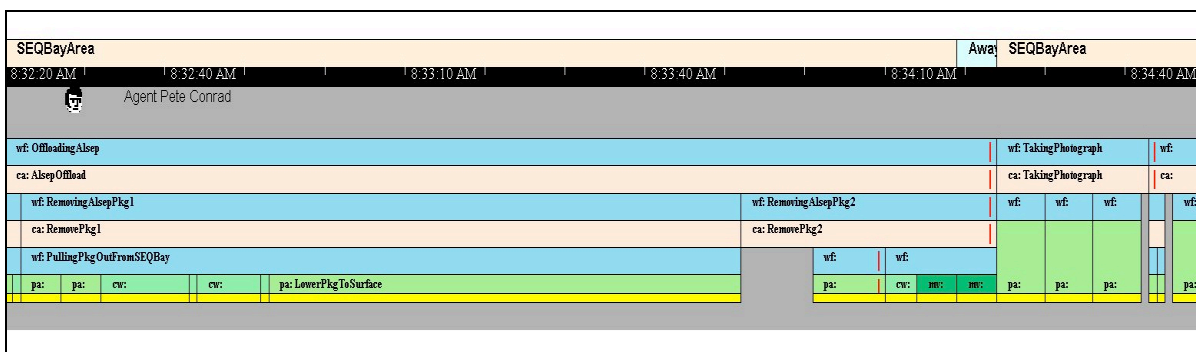 SEQBayArea Away SEQBayArea
8:32:20 AM 8:32:40 AM 8:33:10 AM 8:33:40 AM 8:34:10 AM 8:34:40 AM
Agent Pete Conrad
wf: OffloadingAlsep wf: TakingPhotograph wf:
ca: AlsepOffload ca: TakingPhotograph ca:
wf: RemovingAlsepPkg1 wf: RemovingAlsepPkg2 wf: wf: wf: wf:
ca: RemovePkg1 ca: RemovePkg2
wf: PullingPkgOutFromSEQBay wf: wf:
pa: pa: cw: cw: pa: LowerPkgToSurface pa: cw: mv: mv: pa: pa: pa: pa: